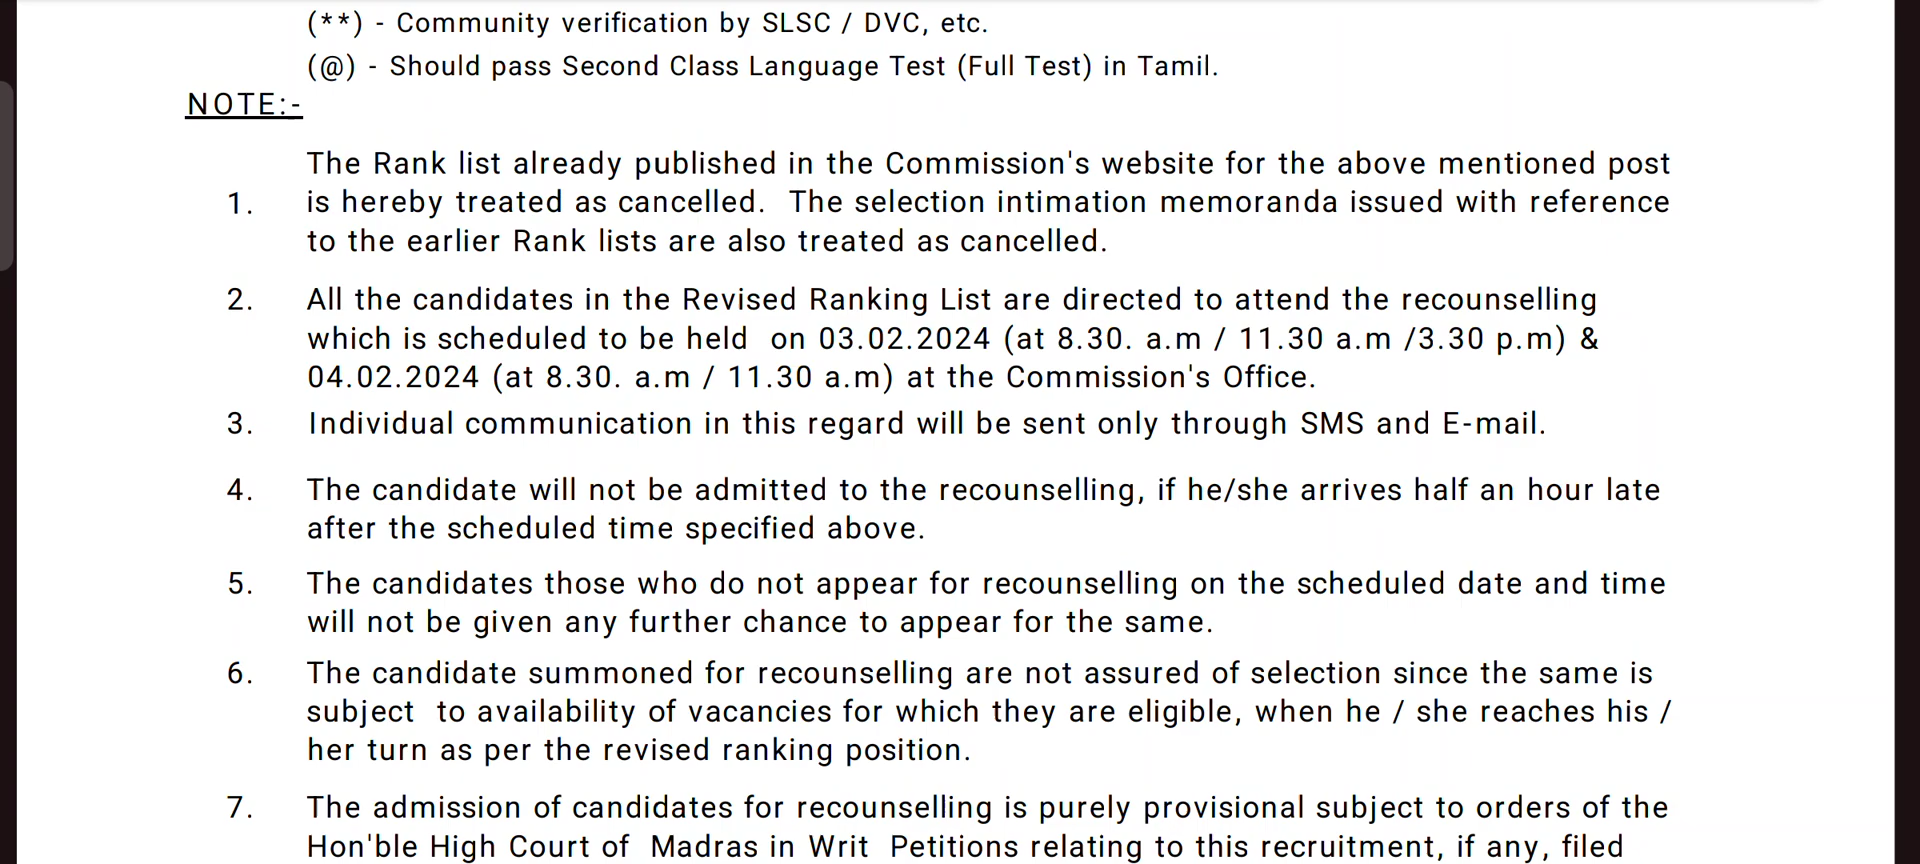 (**) - Community verification by SLSC / DVC, etc.
(@) - Should pass Second Class Language Test (Full Test) in Tamil.
NOTE:-
The Rank list already published in the Commission's website for the above mentioned post
1. is hereby treated as cancelled.  The selection intimation memoranda issued with reference
to the earlier Rank lists are also treated as cancelled.
2. All the candidates in the Revised Ranking List are directed to attend the recounselling
which is scheduled to be held  on 03.02.2024 (at 8.30. a.m / 11.30 a.m /3.30 p.m) &
04.02.2024 (at 8.30. a.m / 11.30 a.m) at the Commission's Office.
3. Individual communication in this regard will be sent only through SMS and E-mail.
4. The candidate will not be admitted to the recounselling, if he/she arrives half an hour late
after the scheduled time specified above.
5. The candidates those who do not appear for recounselling on the scheduled date and time
will not be given any further chance to appear for the same.
6. The candidate summoned for recounselling are not assured of selection since the same is
subject  to availability of vacancies for which they are eligible, when he / she reaches his /
her turn as per the revised ranking position.
7. The admission of candidates for recounselling is purely provisional subject to orders of the
Hon'ble High Court of  Madras in Writ  Petitions relating to this recruitment, if any, filed